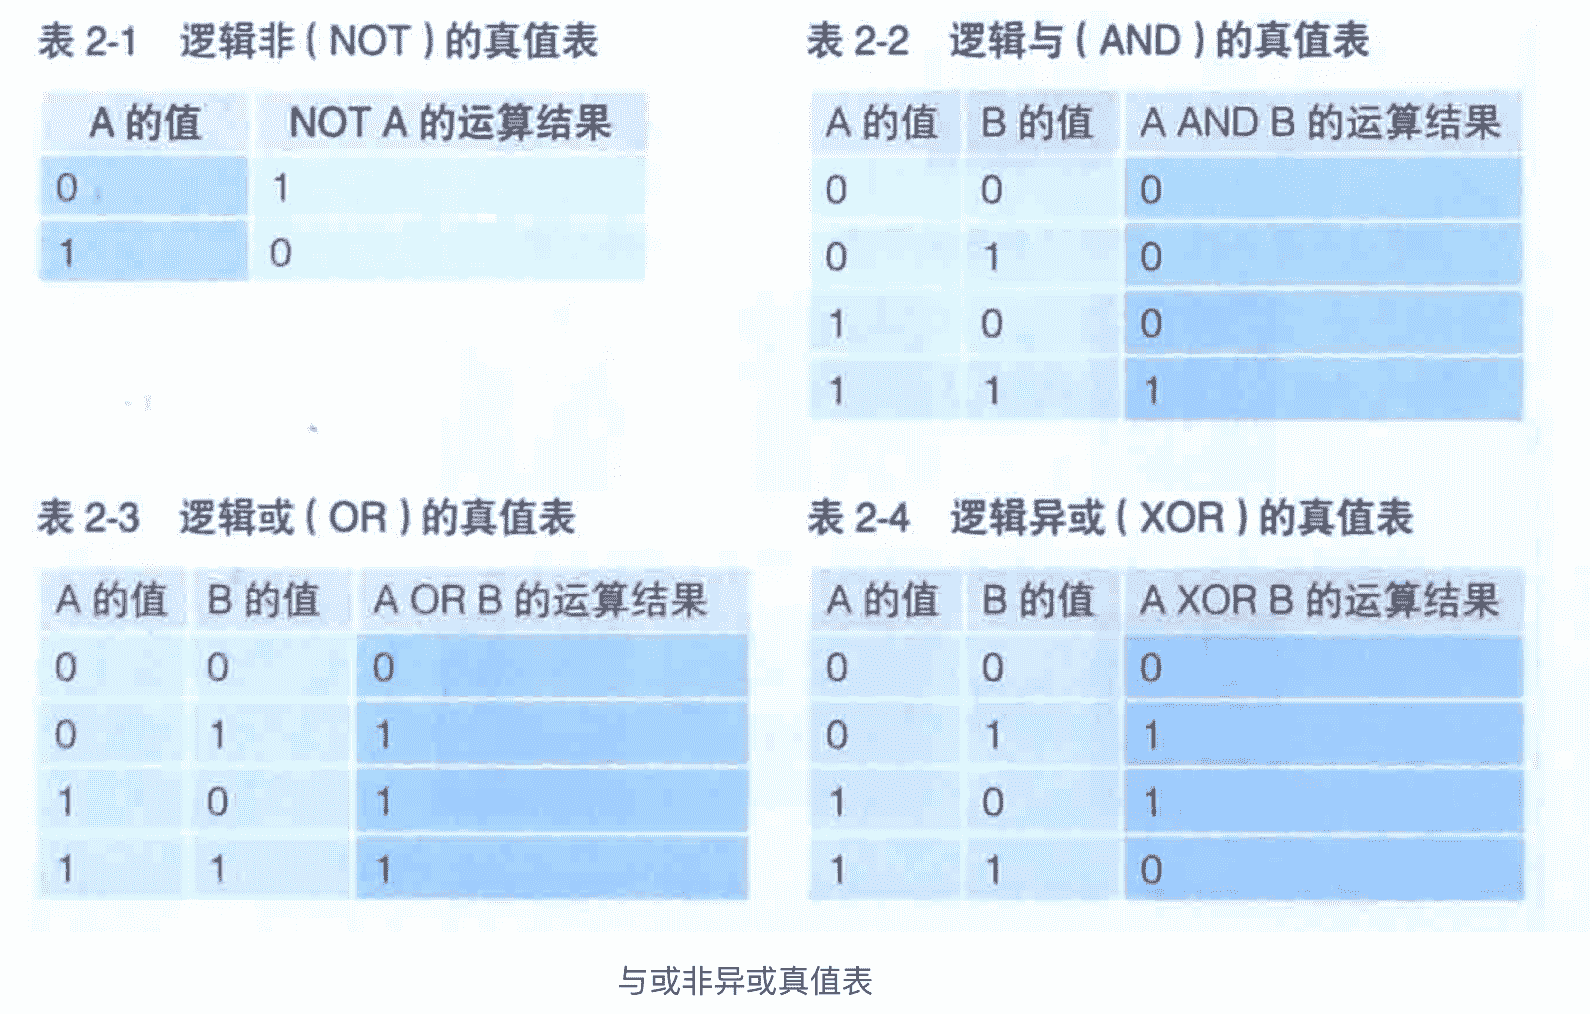 表 2-1 逻辑非（NOT）的真值表
A 的值 NOT A 的运算结果
0 1
1 0
表 2-2 逻辑与（AND）的真值表
A 的值 B 的值 A AND B 的运算结果
0 0 0
0 1 0
1 0 0
1 1 1
表 2-3 逻辑或（OR）的真值表
A 的值 B 的值 A OR B 的运算结果
0 0 0
0 1 1
1 0 1
1 1 1
表 2-4 逻辑异或（XOR）的真值表
A 的值 B 的值 A XOR B 的运算结果
0 0 0
0 1 1
1 0 1
1 1 0
与或非异或真值表